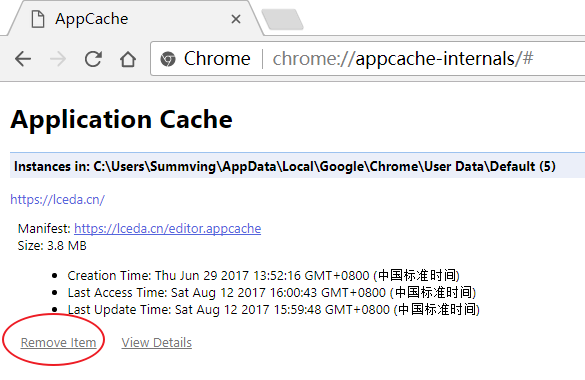 AppCache
Chrome chrome://appcache-internals/#
Application Cache
Instances in: C:\Users\Summving\AppData\Local\Google\Chrome\User Data\Default (5)
https://lceda.cn/
Manifest: https://lceda.cn/editor.appcache
Size: 3.8 MB
Creation Time: Thu Jun 29 2017 13:52:16 GMT+0800 (中国标准时间)
Last Access Time: Sat Aug 12 2017 16:00:43 GMT+0800 (中国标准时间)
Last Update Time: Sat Aug 12 2017 15:59:48 GMT+0800 (中国标准时间)
Remove Item View Details